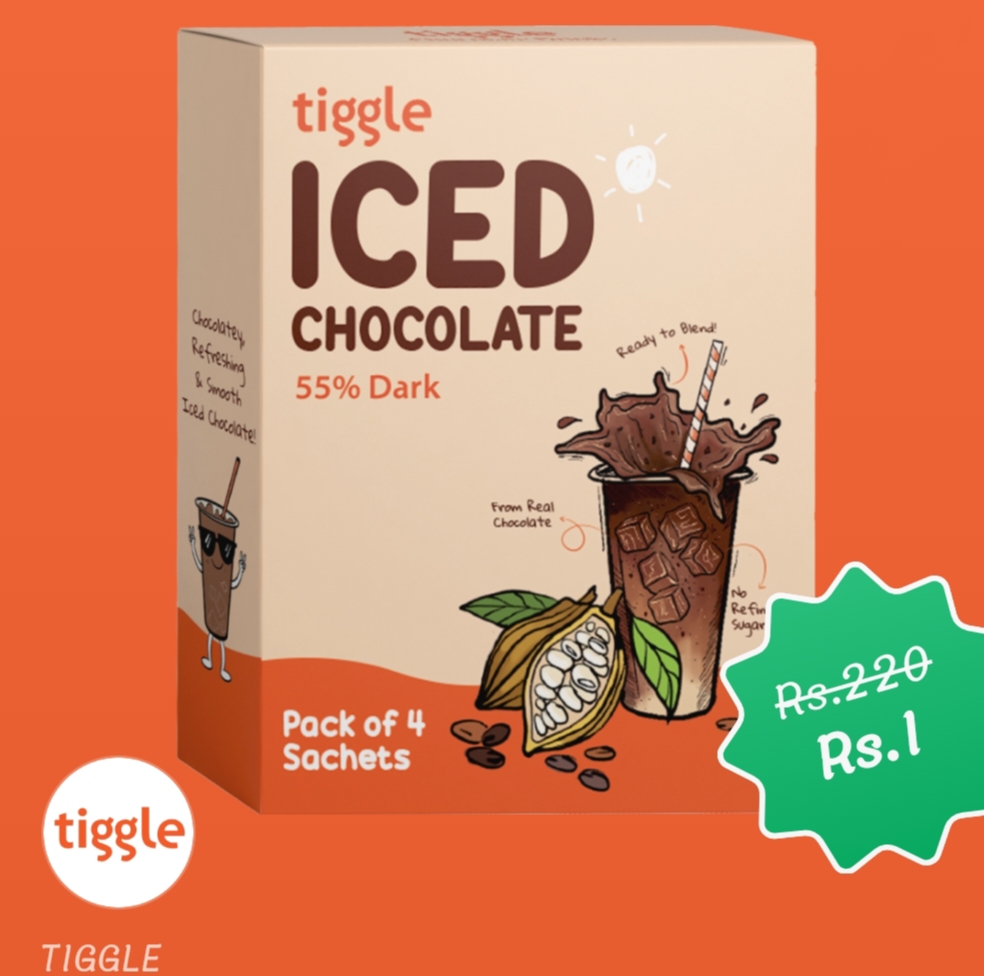 tiggle
tiggle
ICED
CHOCOLATE
55% Dark
Ready to Blend!
From Real
Chocolate
No
Sugar
Chocolatey,
Refreshing
& Smooth
Iced Chocolate!
Pack of 4
Sachets
Rs.220
Rs.1
tiggle
TIGGLE